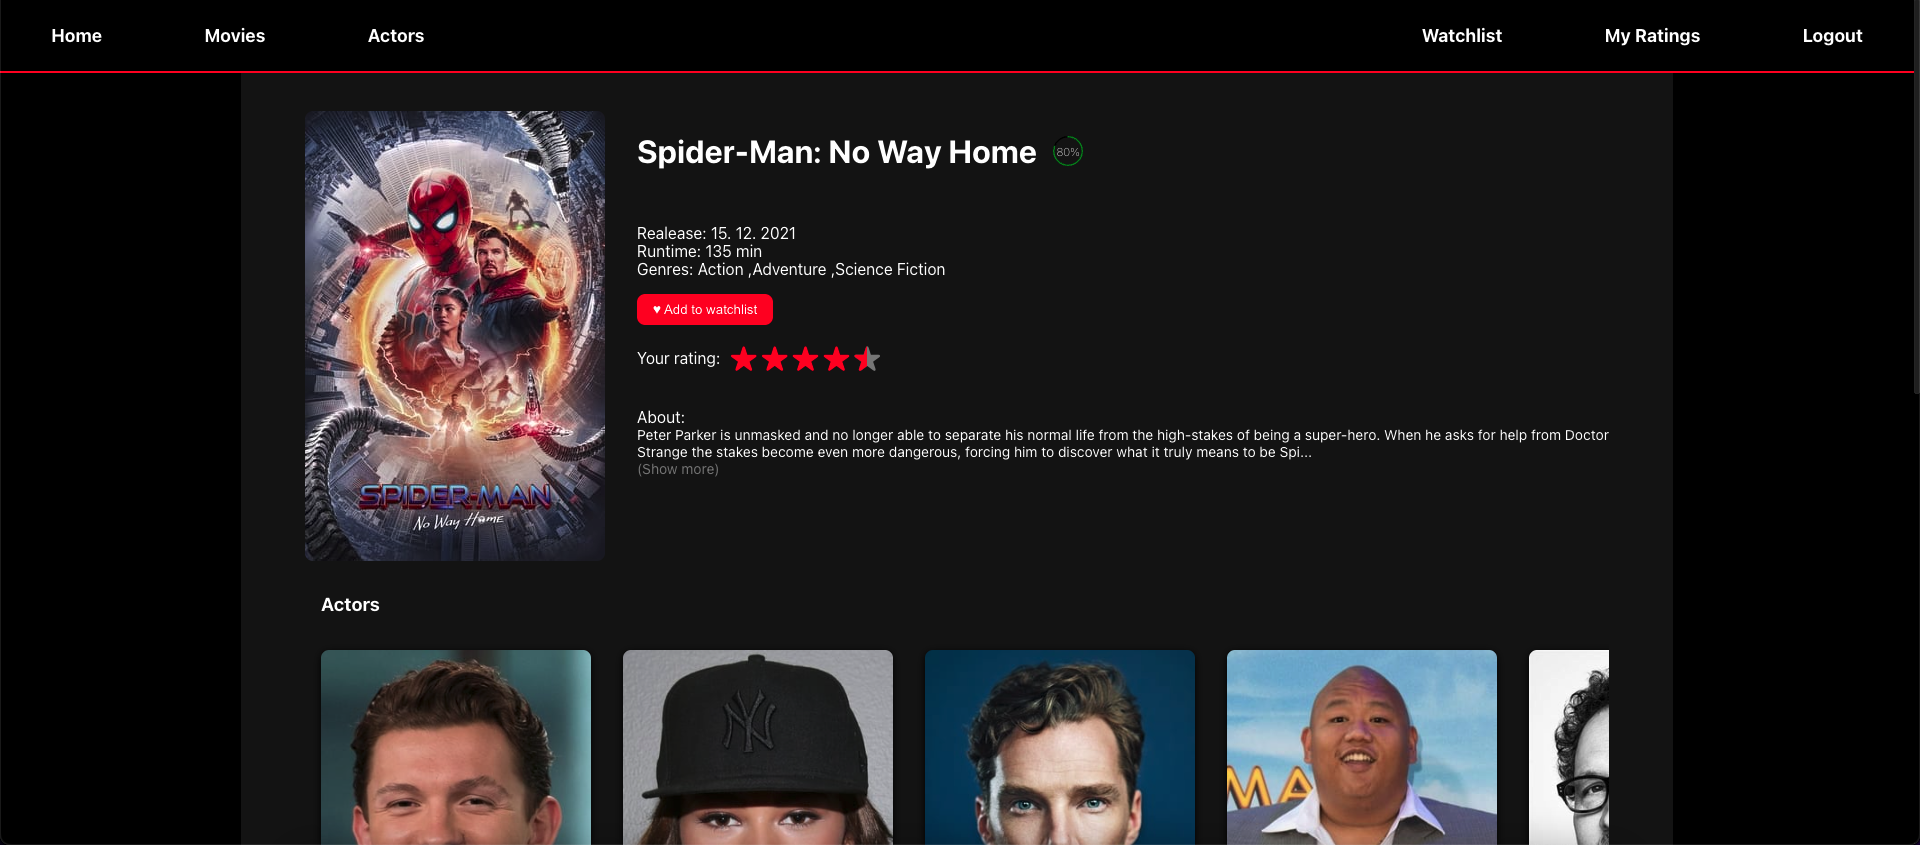 Home Movies Actors Watchlist My Ratings Logout
Spider-Man: No Way Home 80%
Realease: 15. 12. 2021
Runtime: 135 min
Genres: Action ,Adventure ,Science Fiction
♥ Add to watchlist
Your rating:
About:
Peter Parker is unmasked and no longer able to separate his normal life from the high-stakes of being a super-hero. When he asks for help from Doctor
Strange the stakes become even more dangerous, forcing him to discover what it truly means to be Spi...
(Show more)
SPIDER-MAN
No Way Home
Actors
NY
MA